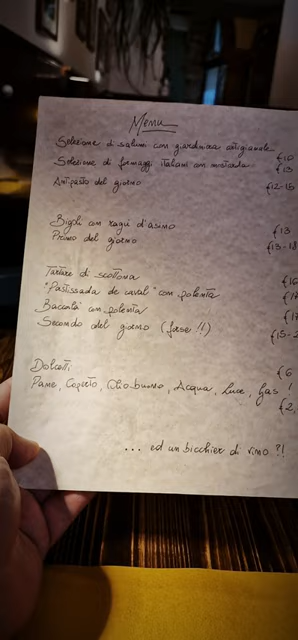 Menu
Selezione di salumi con giardiniera artigianale €10
Selezione di formaggi italiani con mostarda €13
Antipasto del giorno €12-15
Bigoli con ragù d'asino €13
Primo del giorno €13-18
Tartare di scottona €16
"Pastissada de caval" con polenta €17
Baccalà con polenta €17
Secondo del giorno (forse!!) €15-2
Dolcetti €6
Pane, Coperto, Olio buono, Acqua, Luce, Gas! €2,
... ed un bicchier di vino?!